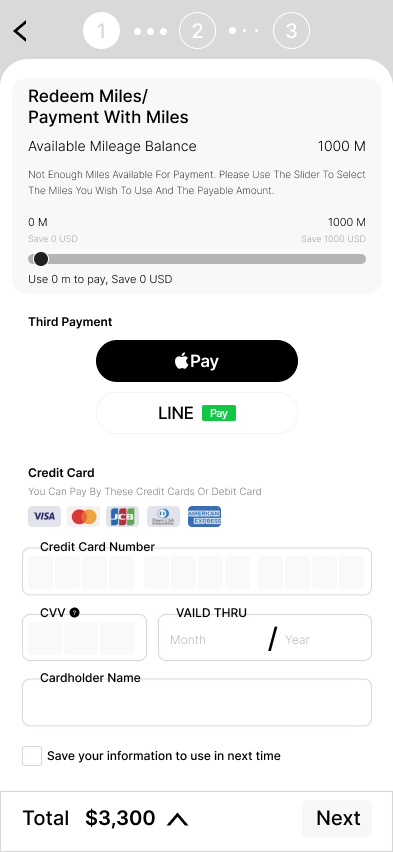 1
2
3
Redeem Miles/
Payment With Miles
Available Mileage Balance 1000 M
Not Enough Miles Available For Payment. Please Use The Slider To Select
The Miles You Wish To Use And The Payable Amount.
0 M 1000 M
Save 0 USD Save 1000 USD
Use 0 m to pay, Save 0 USD
Third Payment
Pay
LINE Pay
Credit Card
You Can Pay By These Credit Cards Or Debit Card
VISA JCB AMERICAN
EXPRESS
Credit Card Number
CVV ? VAILD THRU
Month / Year
Cardholder Name
Save your information to use in next time
Total $3,300 Next